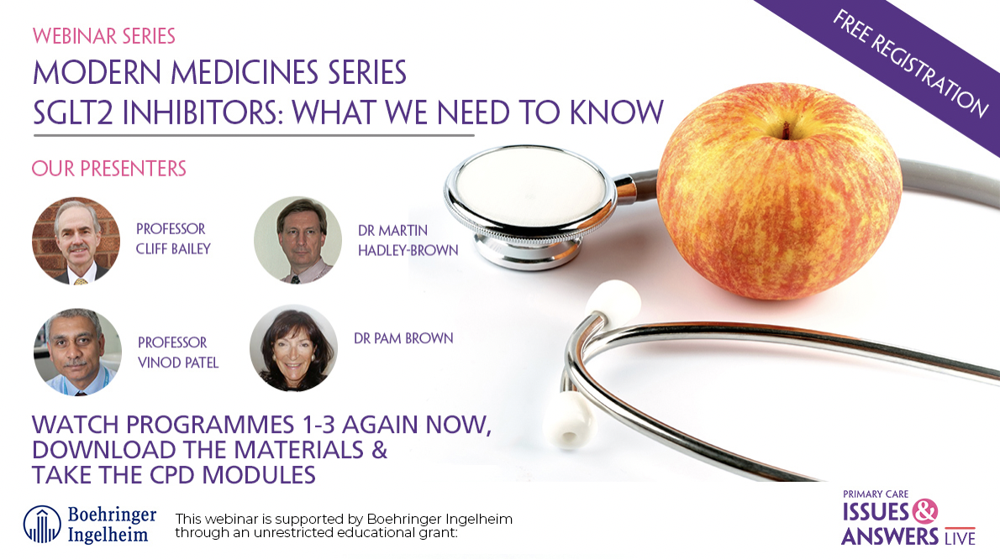 FREE REGISTRATION
WEBINAR SERIES
MODERN MEDICINES SERIES
SGLT2 INHIBITORS: WHAT WE NEED TO KNOW
OUR PRESENTERS
PROFESSOR
CLIFF BAILEY
DR MARTIN
HADLEY-BROWN
PROFESSOR
VINOD PATEL
DR PAM BROWN
WATCH PROGRAMMES 1-3 AGAIN NOW,
DOWNLOAD THE MATERIALS &
TAKE THE CPD MODULES
Boehringer
Ingelheim
This webinar is supported by Boehringer Ingelheim
through an unrestricted educational grant:
PRIMARY CARE
ISSUES &
ANSWERS LIVE